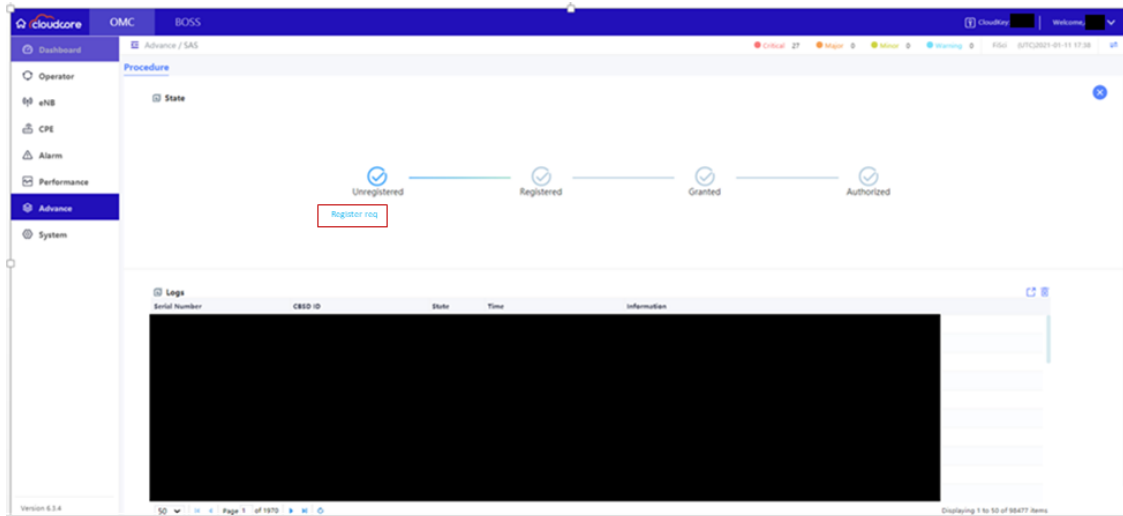 cloudcore OMC BOSS CloudKey: Welcome,
Dashboard
Advance / SAS
Critical 27 Major 0 Minor 0 Warning 0 (UTC)2021-01-11 17:38
Operator
Procedure
eNB
State
CPE
Alarm
Performance
Unregistered Registered Granted Authorized
Advance
Register req
System
Logs
Serial Number CBSD ID State Time Information
Version 6.3.4
50 Page 1 of 1970 Displaying 1 to 50 of 98477 items